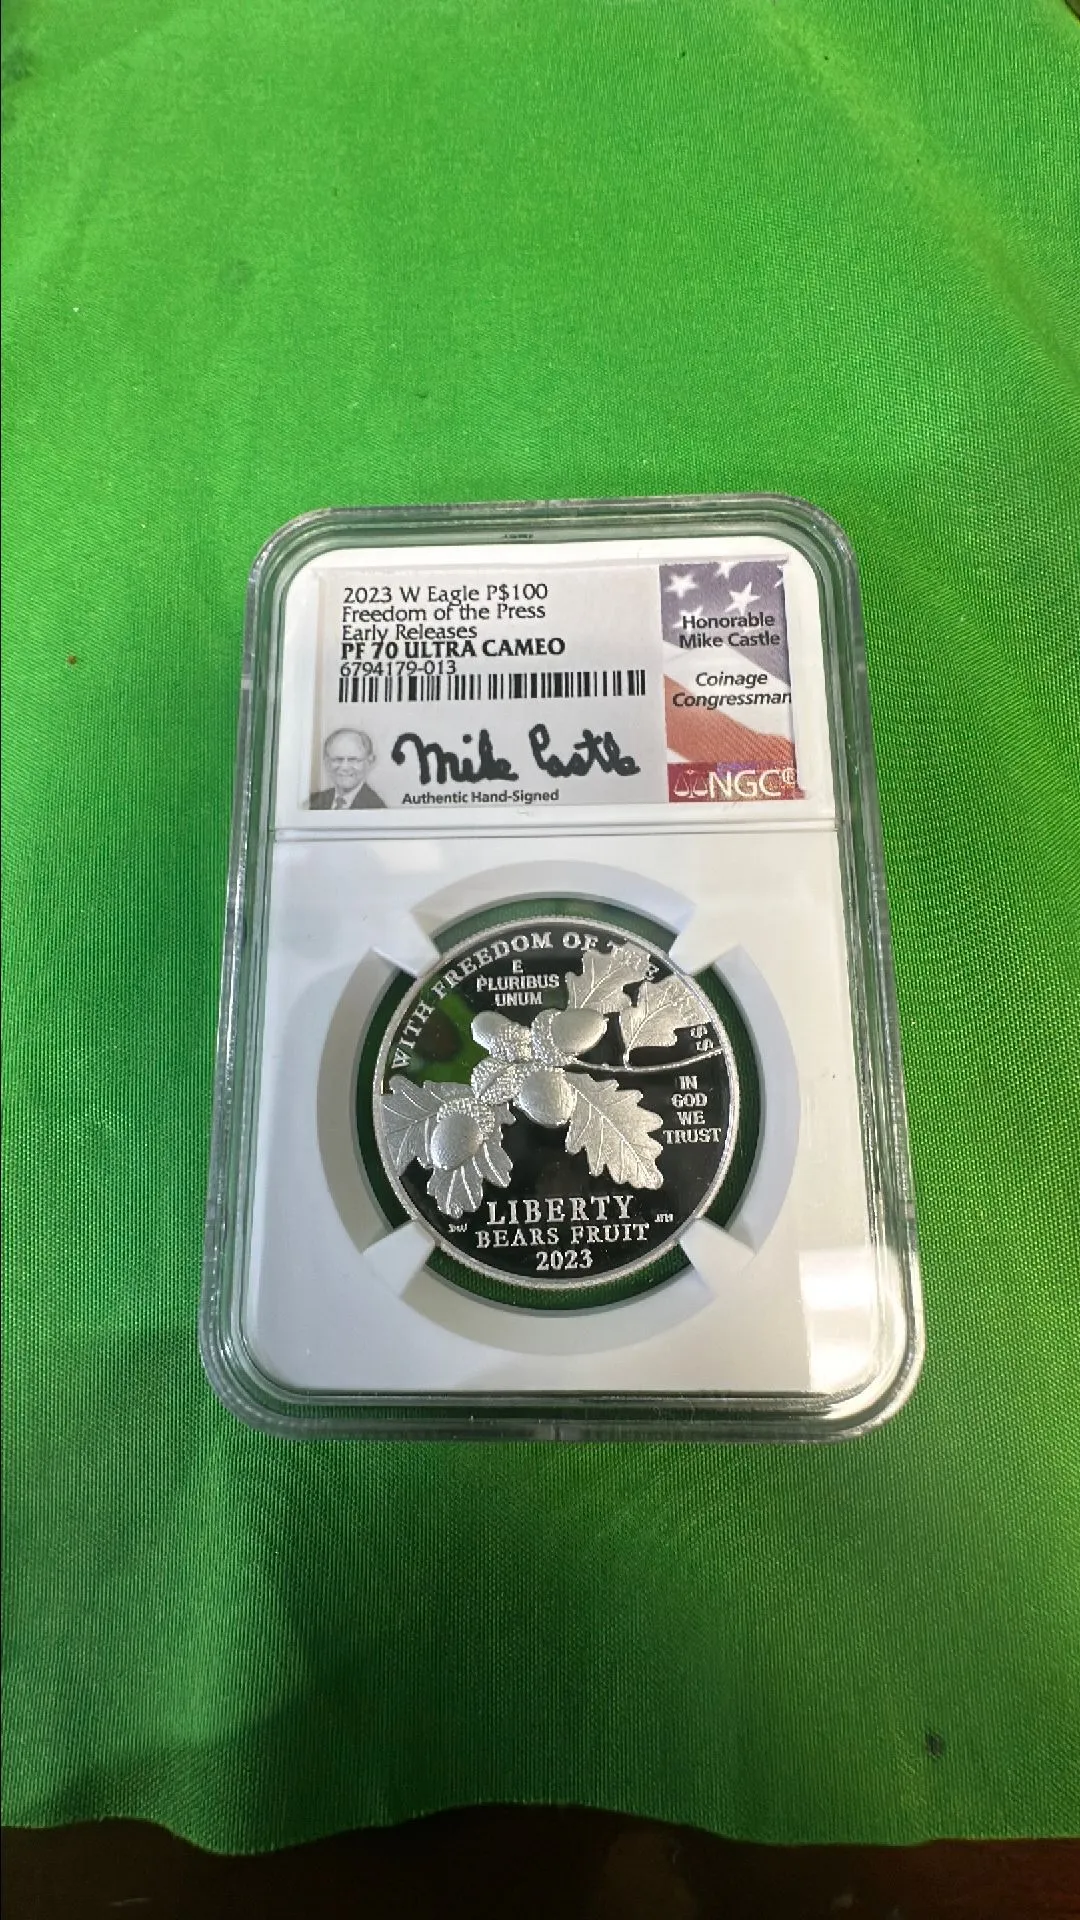 2023 W Eagle P$100
Freedom of the Press
Early Releases
PF 70 ULTRA CAMEO
6794179-013
Mike Castle
Authentic Hand-Signed
Honorable
Mike Castle
Coinage
Congressman
NGC®
WITH FREEDOM OF THE PRESS
E
PLURIBUS
UNUM
IN
GOD
WE
TRUST
LIBERTY
BEARS FRUIT
2023